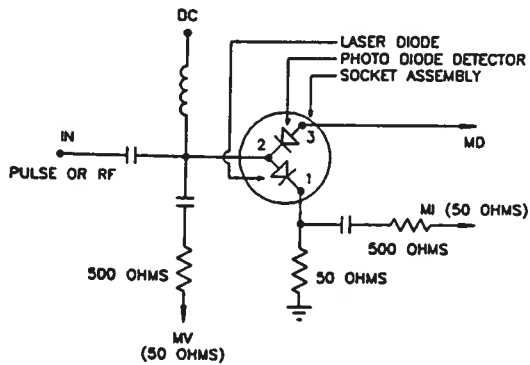 DC
LASER DIODE
PHOTO DIODE DETECTOR
SOCKET ASSEMBLY
IN
2
3
MD
PULSE OR RF
1
MI (50 OHMS)
500 OHMS
500 OHMS
50 OHMS
MV
(50 OHMS)